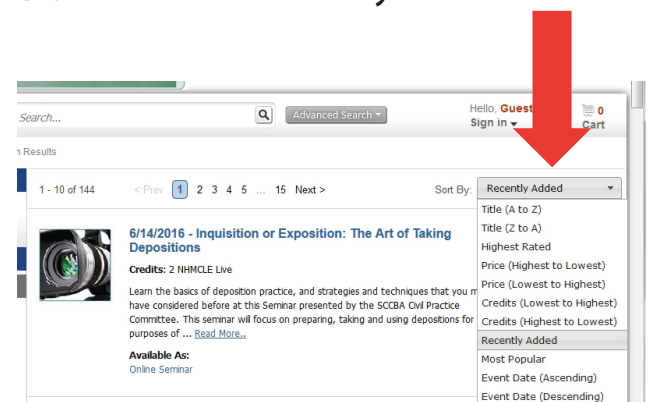 Search...
Advanced Search
Hello, Guest
Sign in
0
Cart
Results
1 - 10 of 144
< Prev 1 2 3 4 5 ... 15 Next >
Sort By: Recently Added
6/14/2016 - Inquisition or Exposition: The Art of Taking
Depositions
Credits: 2 NHMCLE Live
Learn the basics of deposition practice, and strategies and techniques that you
have considered before at this Seminar presented by the SCCBA Civil Practice
Committee. This seminar will focus on preparing, taking and using depositions for
purposes of ... Read More..
Available As:
Online Seminar
Title (A to Z)
Title (Z to A)
Highest Rated
Price (Highest to Lowest)
Price (Lowest to Highest)
Credits (Lowest to Highest)
Credits (Highest to Lowest)
Recently Added
Most Popular
Event Date (Ascending)
Event Date (Descending)